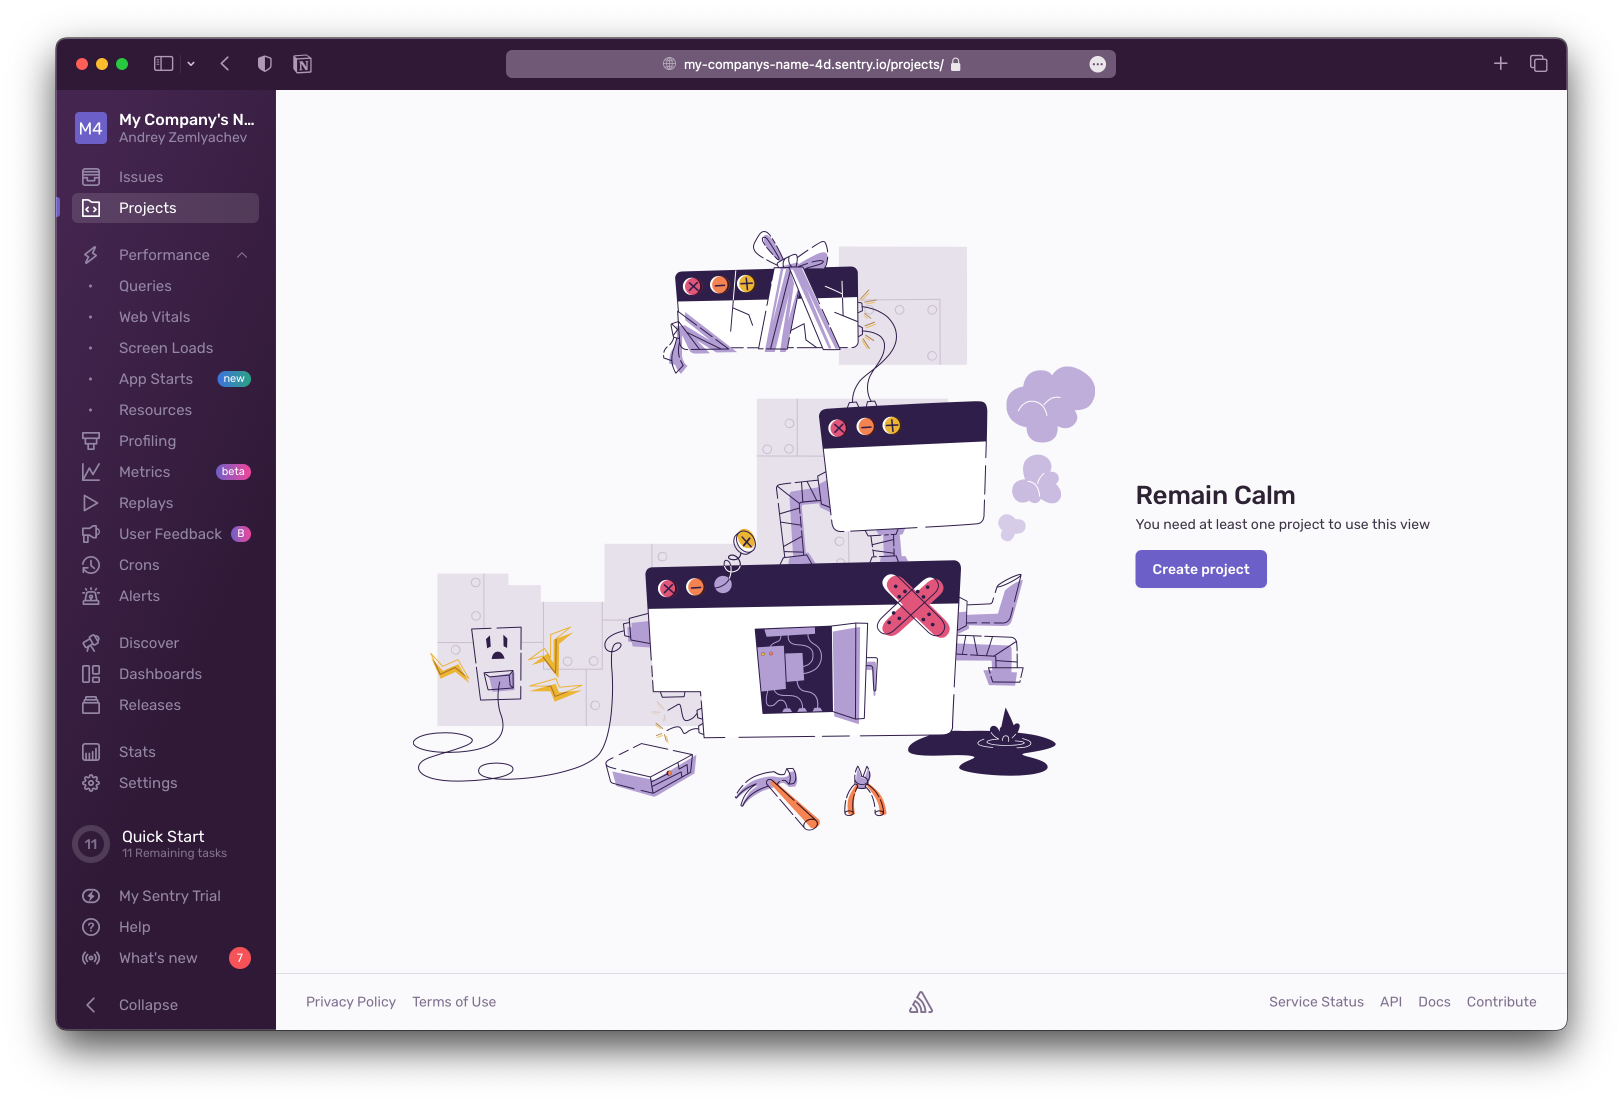 my-companys-name-4d.sentry.io/projects/
M4
My Company's N...
Andrey Zemlyachev
Issues
Projects
Performance
Queries
Web Vitals
Screen Loads
App Starts new
Resources
Profiling
Metrics beta
Replays
User Feedback B
Crons
Alerts
Discover
Dashboards
Releases
Stats
Settings
11
Quick Start
11 Remaining tasks
My Sentry Trial
Help
What's new 7
Collapse
Remain Calm
You need at least one project to use this view
Create project
Privacy Policy Terms of Use
Service Status API Docs Contribute